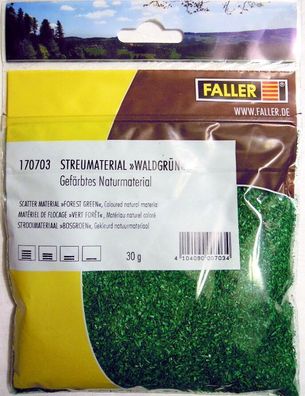 FALLER
WWW.FALLER.DE
170703 STREUMATERIAL »WALDGRÜN«
Gefärbtes Naturmaterial
SCATTER MATERIAL »FOREST GREEN«, Coloured natural materia
MATÉRIEL DE FLOCAGE »VERT FORÊT«, Matériau naturel coloré
STROOIMATERIAAL »BOSGROEN«, Gekleurd natuurmateriaal
30 g
4 104090 007034